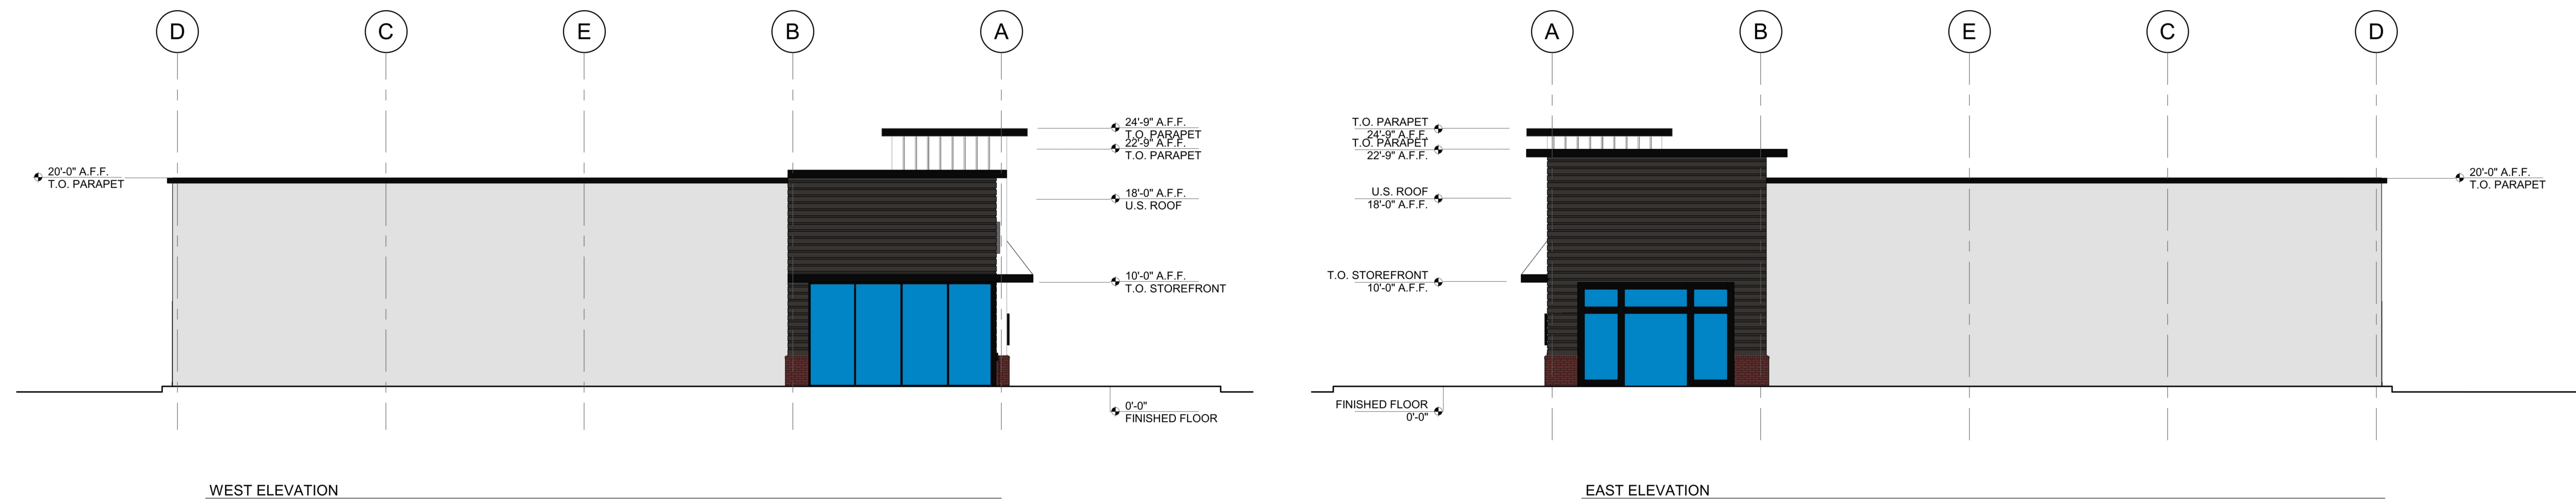 D C E B A
A B E C D
24'-9" A.F.F.
T.O. PARAPET
22'-9" A.F.F.
T.O. PARAPET
20'-0" A.F.F.
T.O. PARAPET
18'-0" A.F.F.
U.S. ROOF
10'-0" A.F.F.
T.O. STOREFRONT
0'-0"
FINISHED FLOOR
WEST ELEVATION
T.O. PARAPET
24'-9" A.F.F.
T.O. PARAPET
22'-9" A.F.F.
U.S. ROOF
18'-0" A.F.F.
20'-0" A.F.F.
T.O. PARAPET
T.O. STOREFRONT
10'-0" A.F.F.
FINISHED FLOOR
0'-0"
EAST ELEVATION